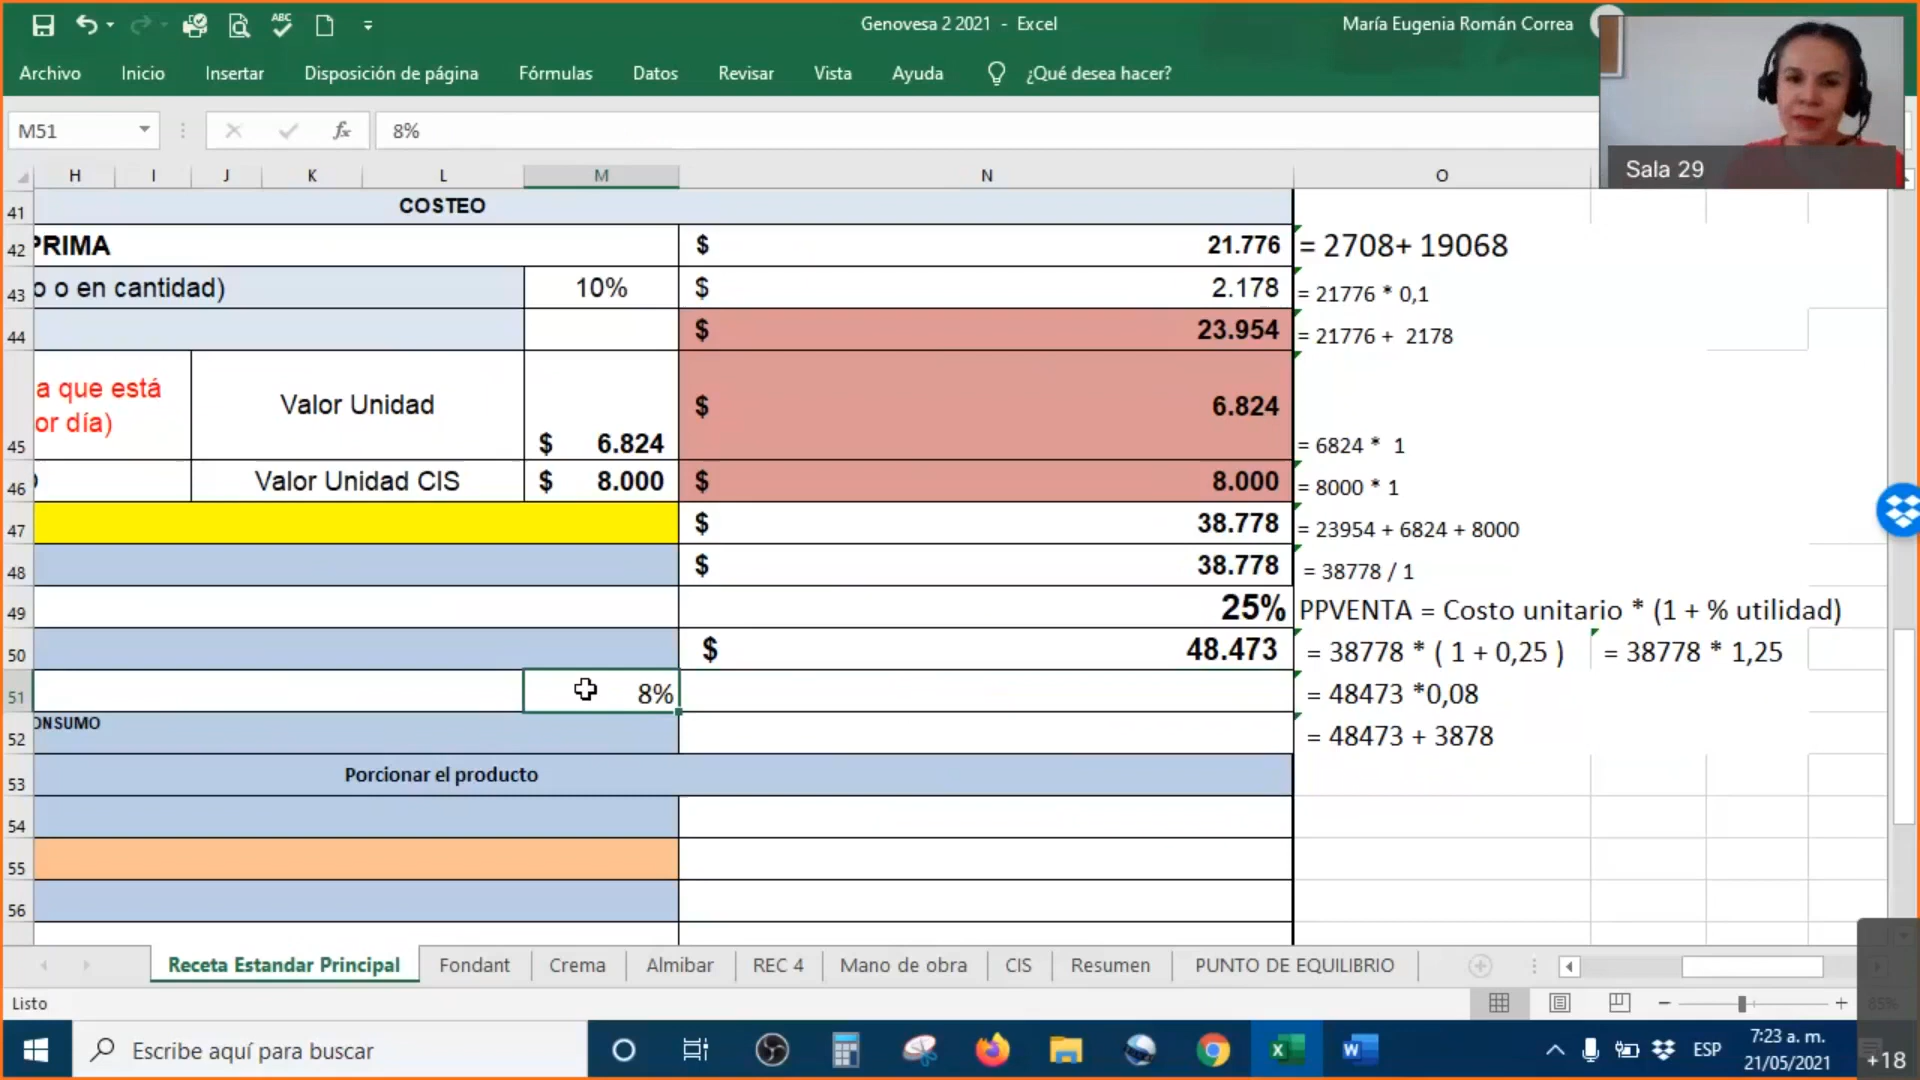 Genovesa 2 2021 - Excel
María Eugenia Román Correa
Archivo Inicio Insertar Disposición de página Fórmulas Datos Revisar Vista Ayuda ¿Qué desea hacer?
Sala 29
M51 fx 8%
H I J K L M N O
41 COSTEO
42 PRIMA $ 21.776 = 2708+ 19068
43 o o en cantidad) 10% $ 2.178 = 21776 * 0,1
44 $ 23.954 = 21776 + 2178
a que está
or día)
Valor Unidad
45 $ 6.824 $ 6.824 = 6824 * 1
46 Valor Unidad CIS $ 8.000 $ 8.000 = 8000 * 1
47 $ 38.778 = 23954 + 6824 + 8000
48 $ 38.778 = 38778 / 1
49 25% PPVENTA = Costo unitario * (1 + % utilidad)
50 $ 48.473 = 38778 * ( 1 + 0,25 ) = 38778 * 1,25
51 8% = 48473 *0,08
52 ONSUMO = 48473 + 3878
53 Porcionar el producto
54
55
56
Receta Estandar Principal Fondant Crema Almibar REC 4 Mano de obra CIS Resumen PUNTO DE EQUILIBRIO
Listo
85%
Escribe aquí para buscar
ESP
7:23 a. m.
21/05/2021
+18